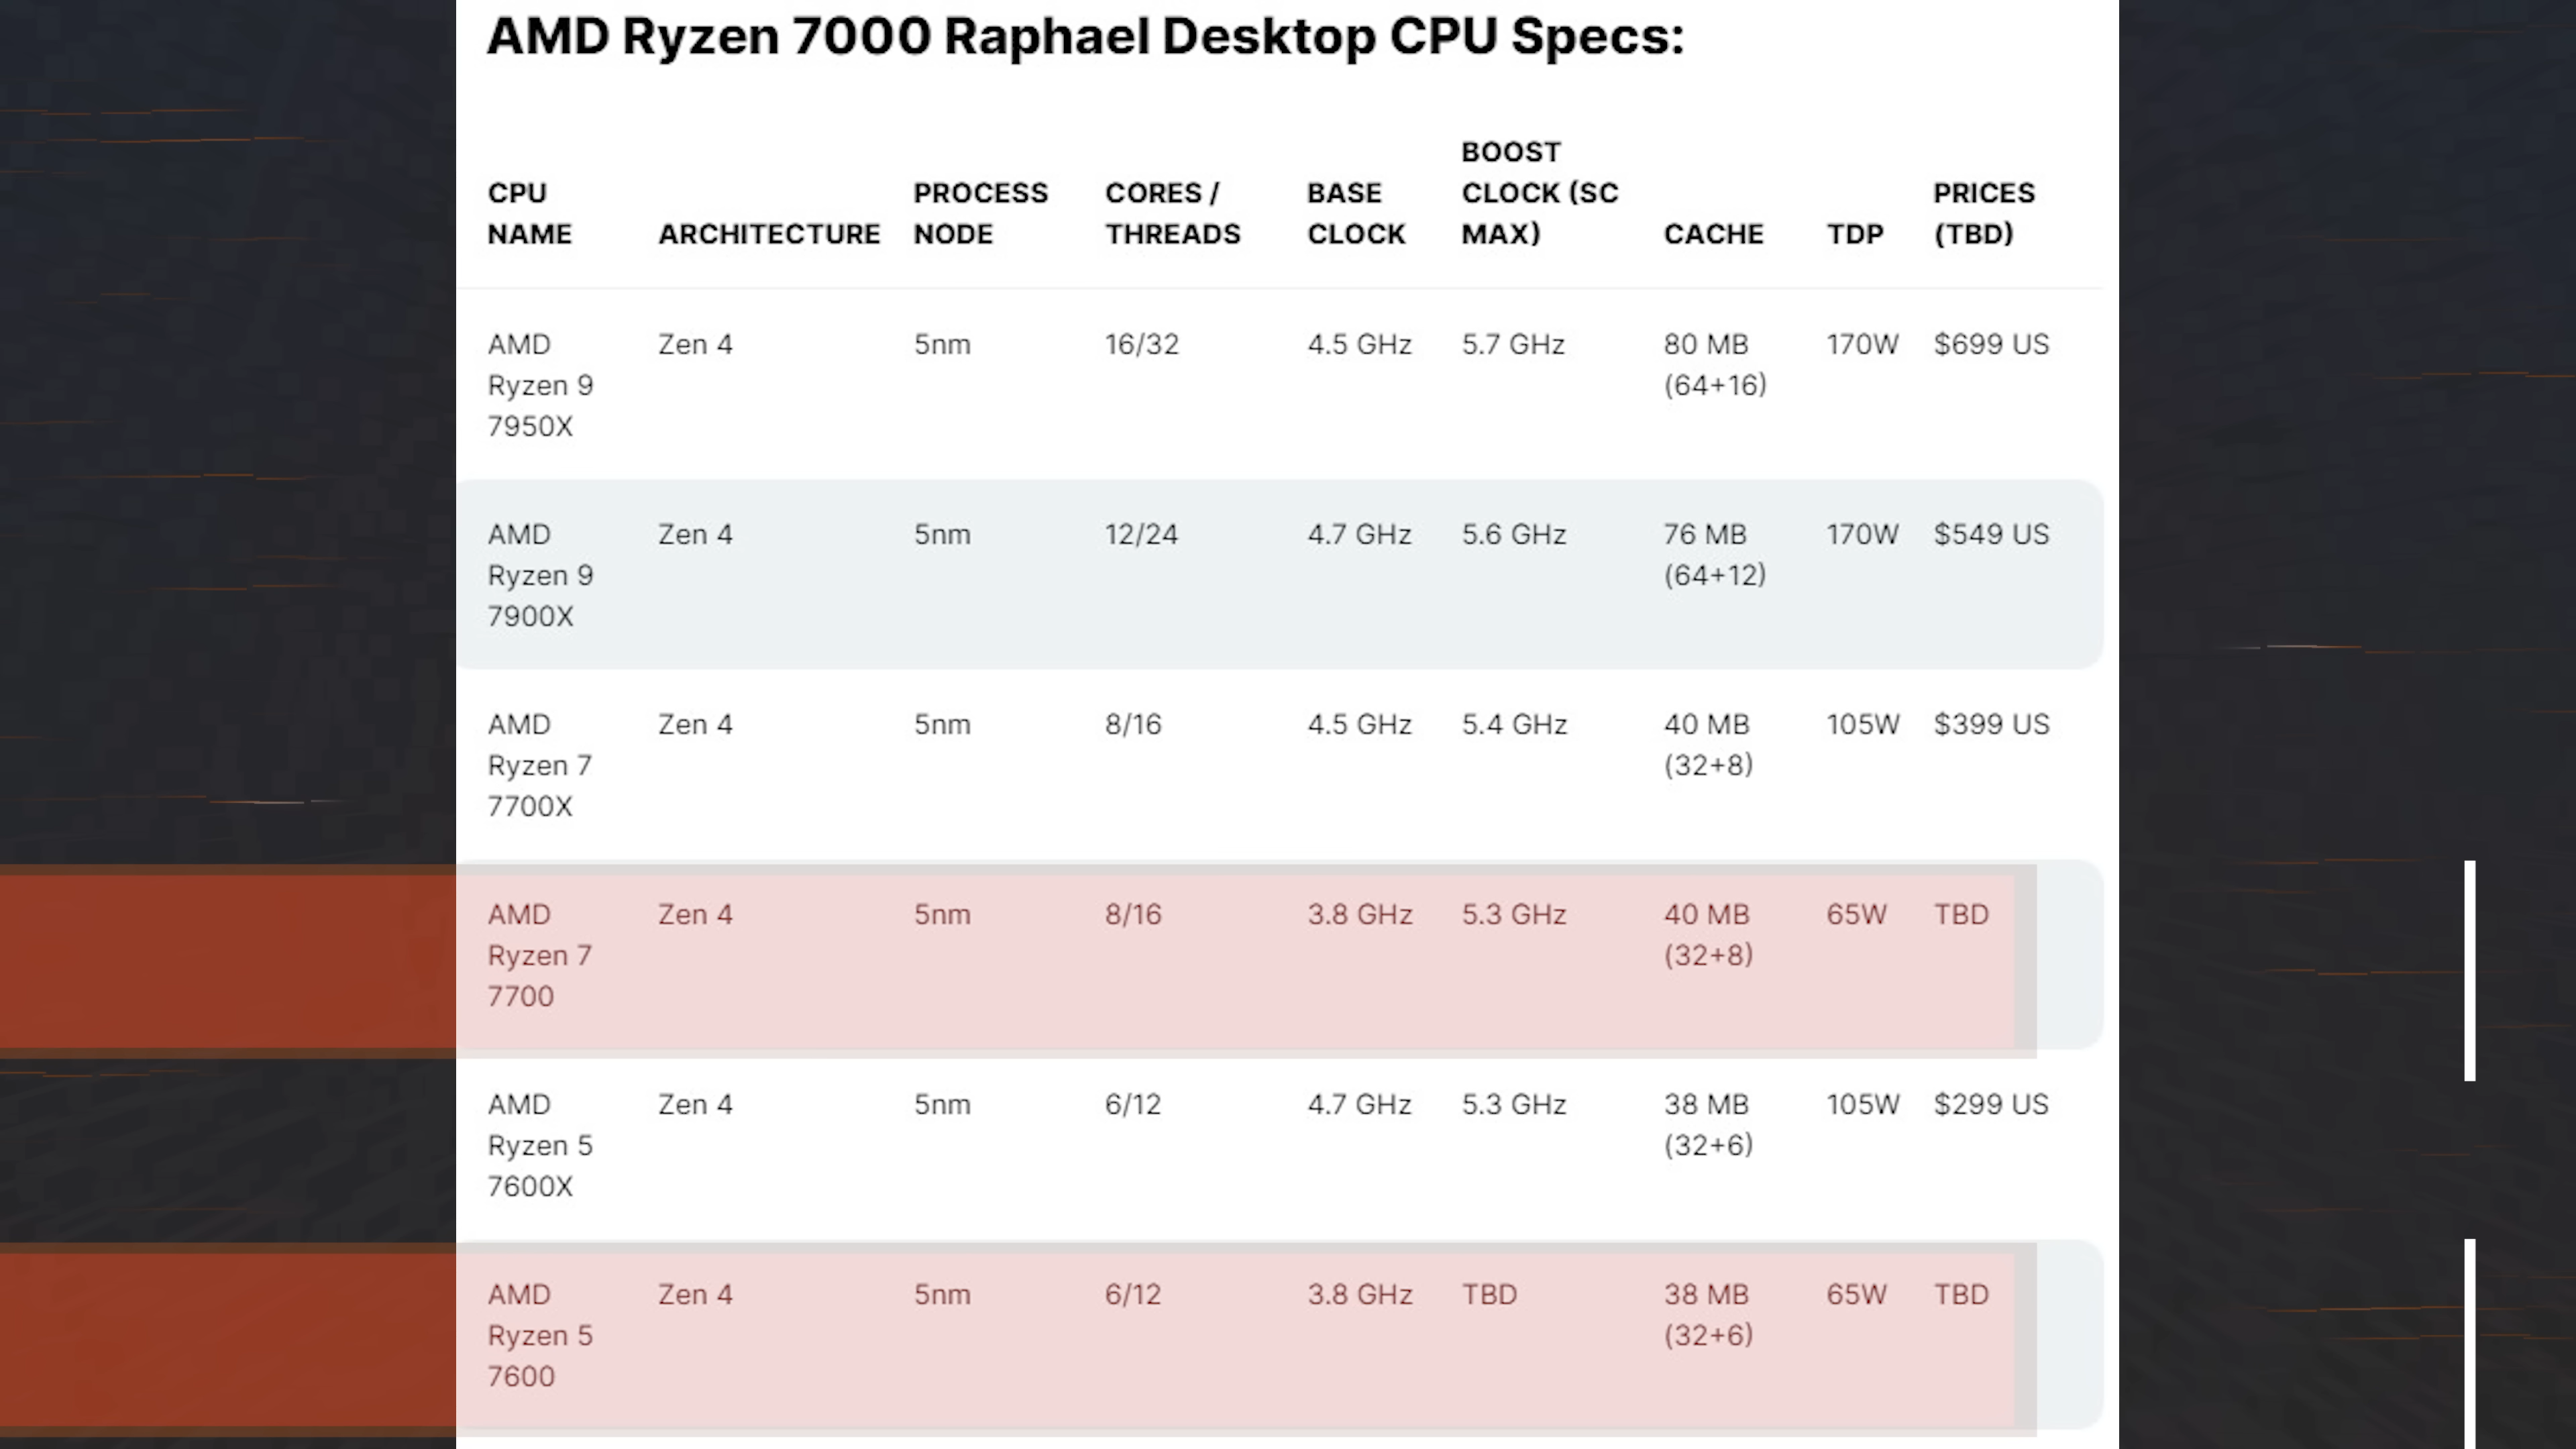 AMD Ryzen 7000 Raphael Desktop CPU Specs:
CPU NAME ARCHITECTURE PROCESS NODE CORES / THREADS BASE CLOCK BOOST CLOCK (SC MAX) CACHE TDP PRICES (TBD)
AMD Ryzen 9 7950X Zen 4 5nm 16/32 4.5 GHz 5.7 GHz 80 MB (64+16) 170W $699 US
AMD Ryzen 9 7900X Zen 4 5nm 12/24 4.7 GHz 5.6 GHz 76 MB (64+12) 170W $549 US
AMD Ryzen 7 7700X Zen 4 5nm 8/16 4.5 GHz 5.4 GHz 40 MB (32+8) 105W $399 US
AMD Ryzen 7 7700 Zen 4 5nm 8/16 3.8 GHz 5.3 GHz 40 MB (32+8) 65W TBD
AMD Ryzen 5 7600X Zen 4 5nm 6/12 4.7 GHz 5.3 GHz 38 MB (32+6) 105W $299 US
AMD Ryzen 5 7600 Zen 4 5nm 6/12 3.8 GHz TBD 38 MB (32+6) 65W TBD